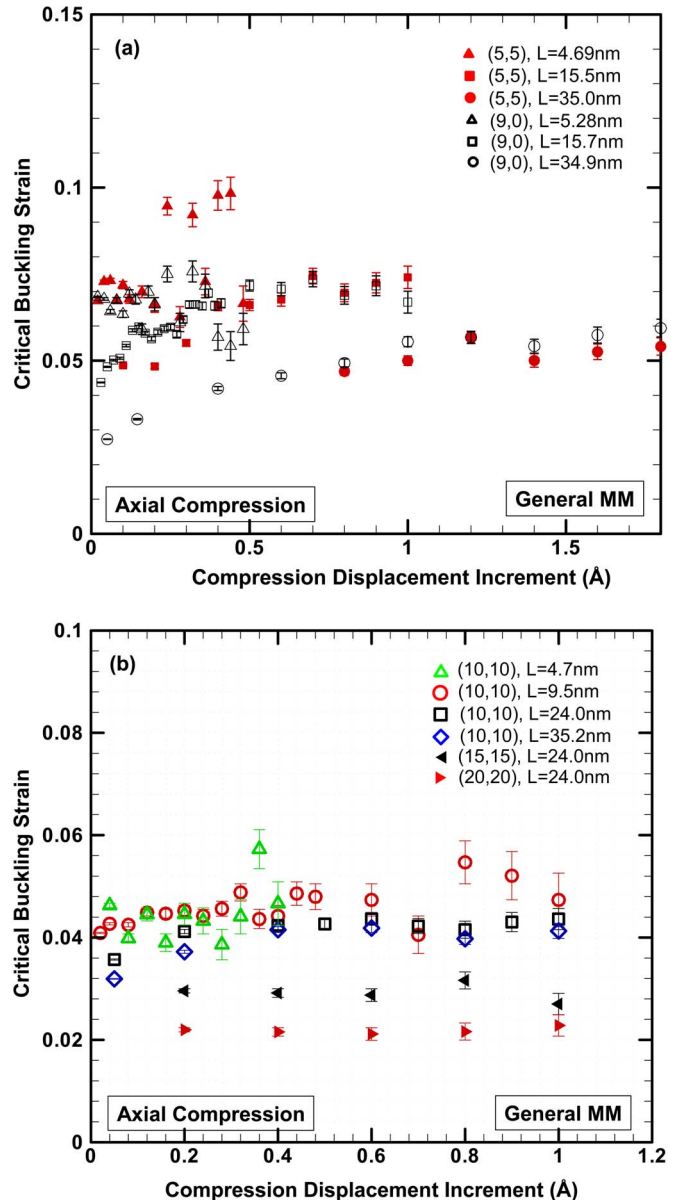 0.15
(a)
(5,5), L=4.69nm
(5,5), L=15.5nm
(5,5), L=35.0nm
(9,0), L=5.28nm
(9,0), L=15.7nm
(9,0), L=34.9nm
0.1
Critical Buckling Strain
0.05
Axial Compression
General MM
0
0
0.5
1
1.5
Compression Displacement Increment (Å)
0.1
(b)
(10,10), L=4.7nm
(10,10), L=9.5nm
(10,10), L=24.0nm
(10,10), L=35.2nm
(15,15), L=24.0nm
(20,20), L=24.0nm
0.08
0.06
Critical Buckling Strain
0.04
0.02
Axial Compression
General MM
0
0
0.2
0.4
0.6
0.8
1
1.2
Compression Displacement Increment (Å)